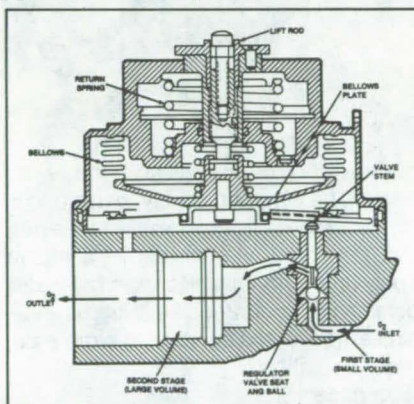 LIFT ROD
RETURN
SPRING
BELLOWS
PLATE
BELLOWS
VALVE
STEM
O2
OUTLET
O2
INLET
SECOND STAGE
(LARGE VOLUME)
REGULATOR
VALVE SEAT
ANG BALL
FIRST STAGE
(SMALL VOLUME)